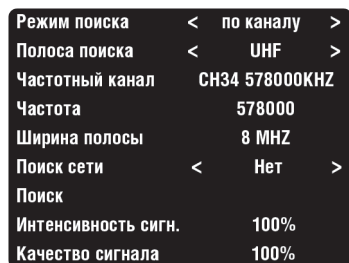 Режим поиска < по каналу >
Полоса поиска < UHF >
Частотный канал CH34 578000KHZ
Частота 578000
Ширина полосы 8 MHZ
Поиск сети < Нет >
Поиск
Интенсивность сигн. 100%
Качество сигнала 100%